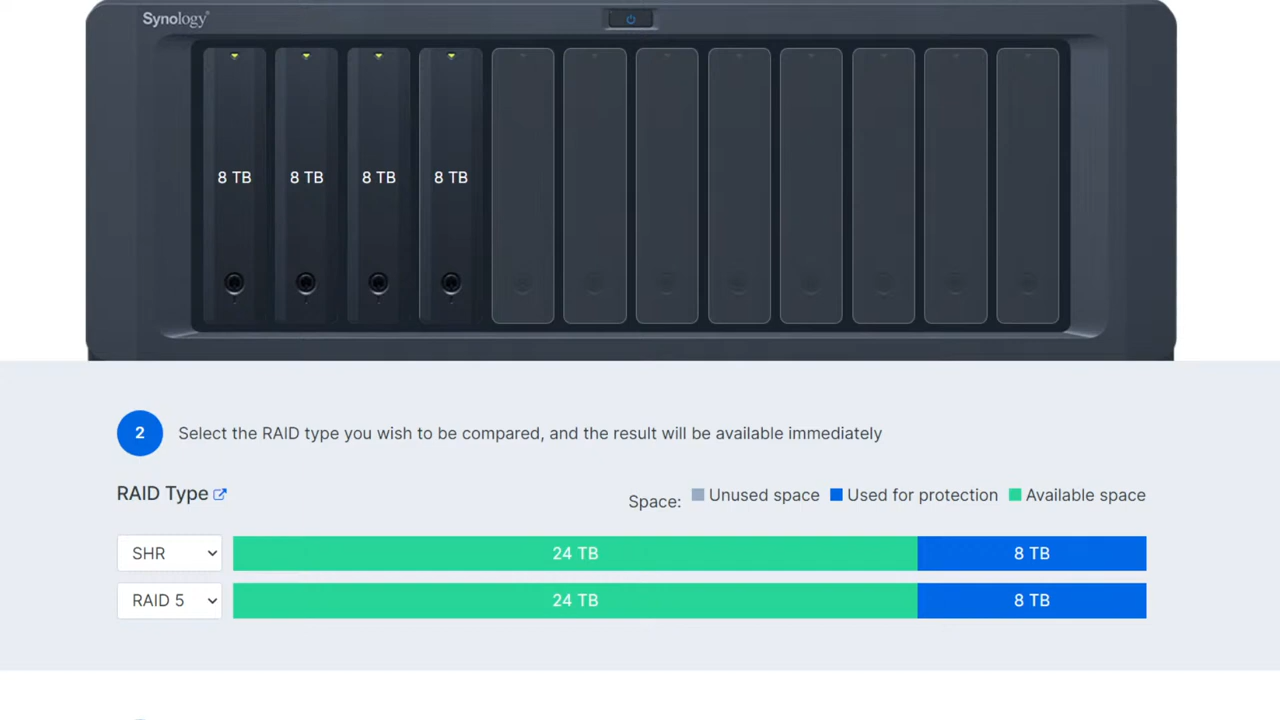 Synology®
8 TB 8 TB 8 TB 8 TB
2
Select the RAID type you wish to be compared, and the result will be available immediately
RAID Type
Space: Unused space Used for protection Available space
SHR 24 TB 8 TB
RAID 5 24 TB 8 TB